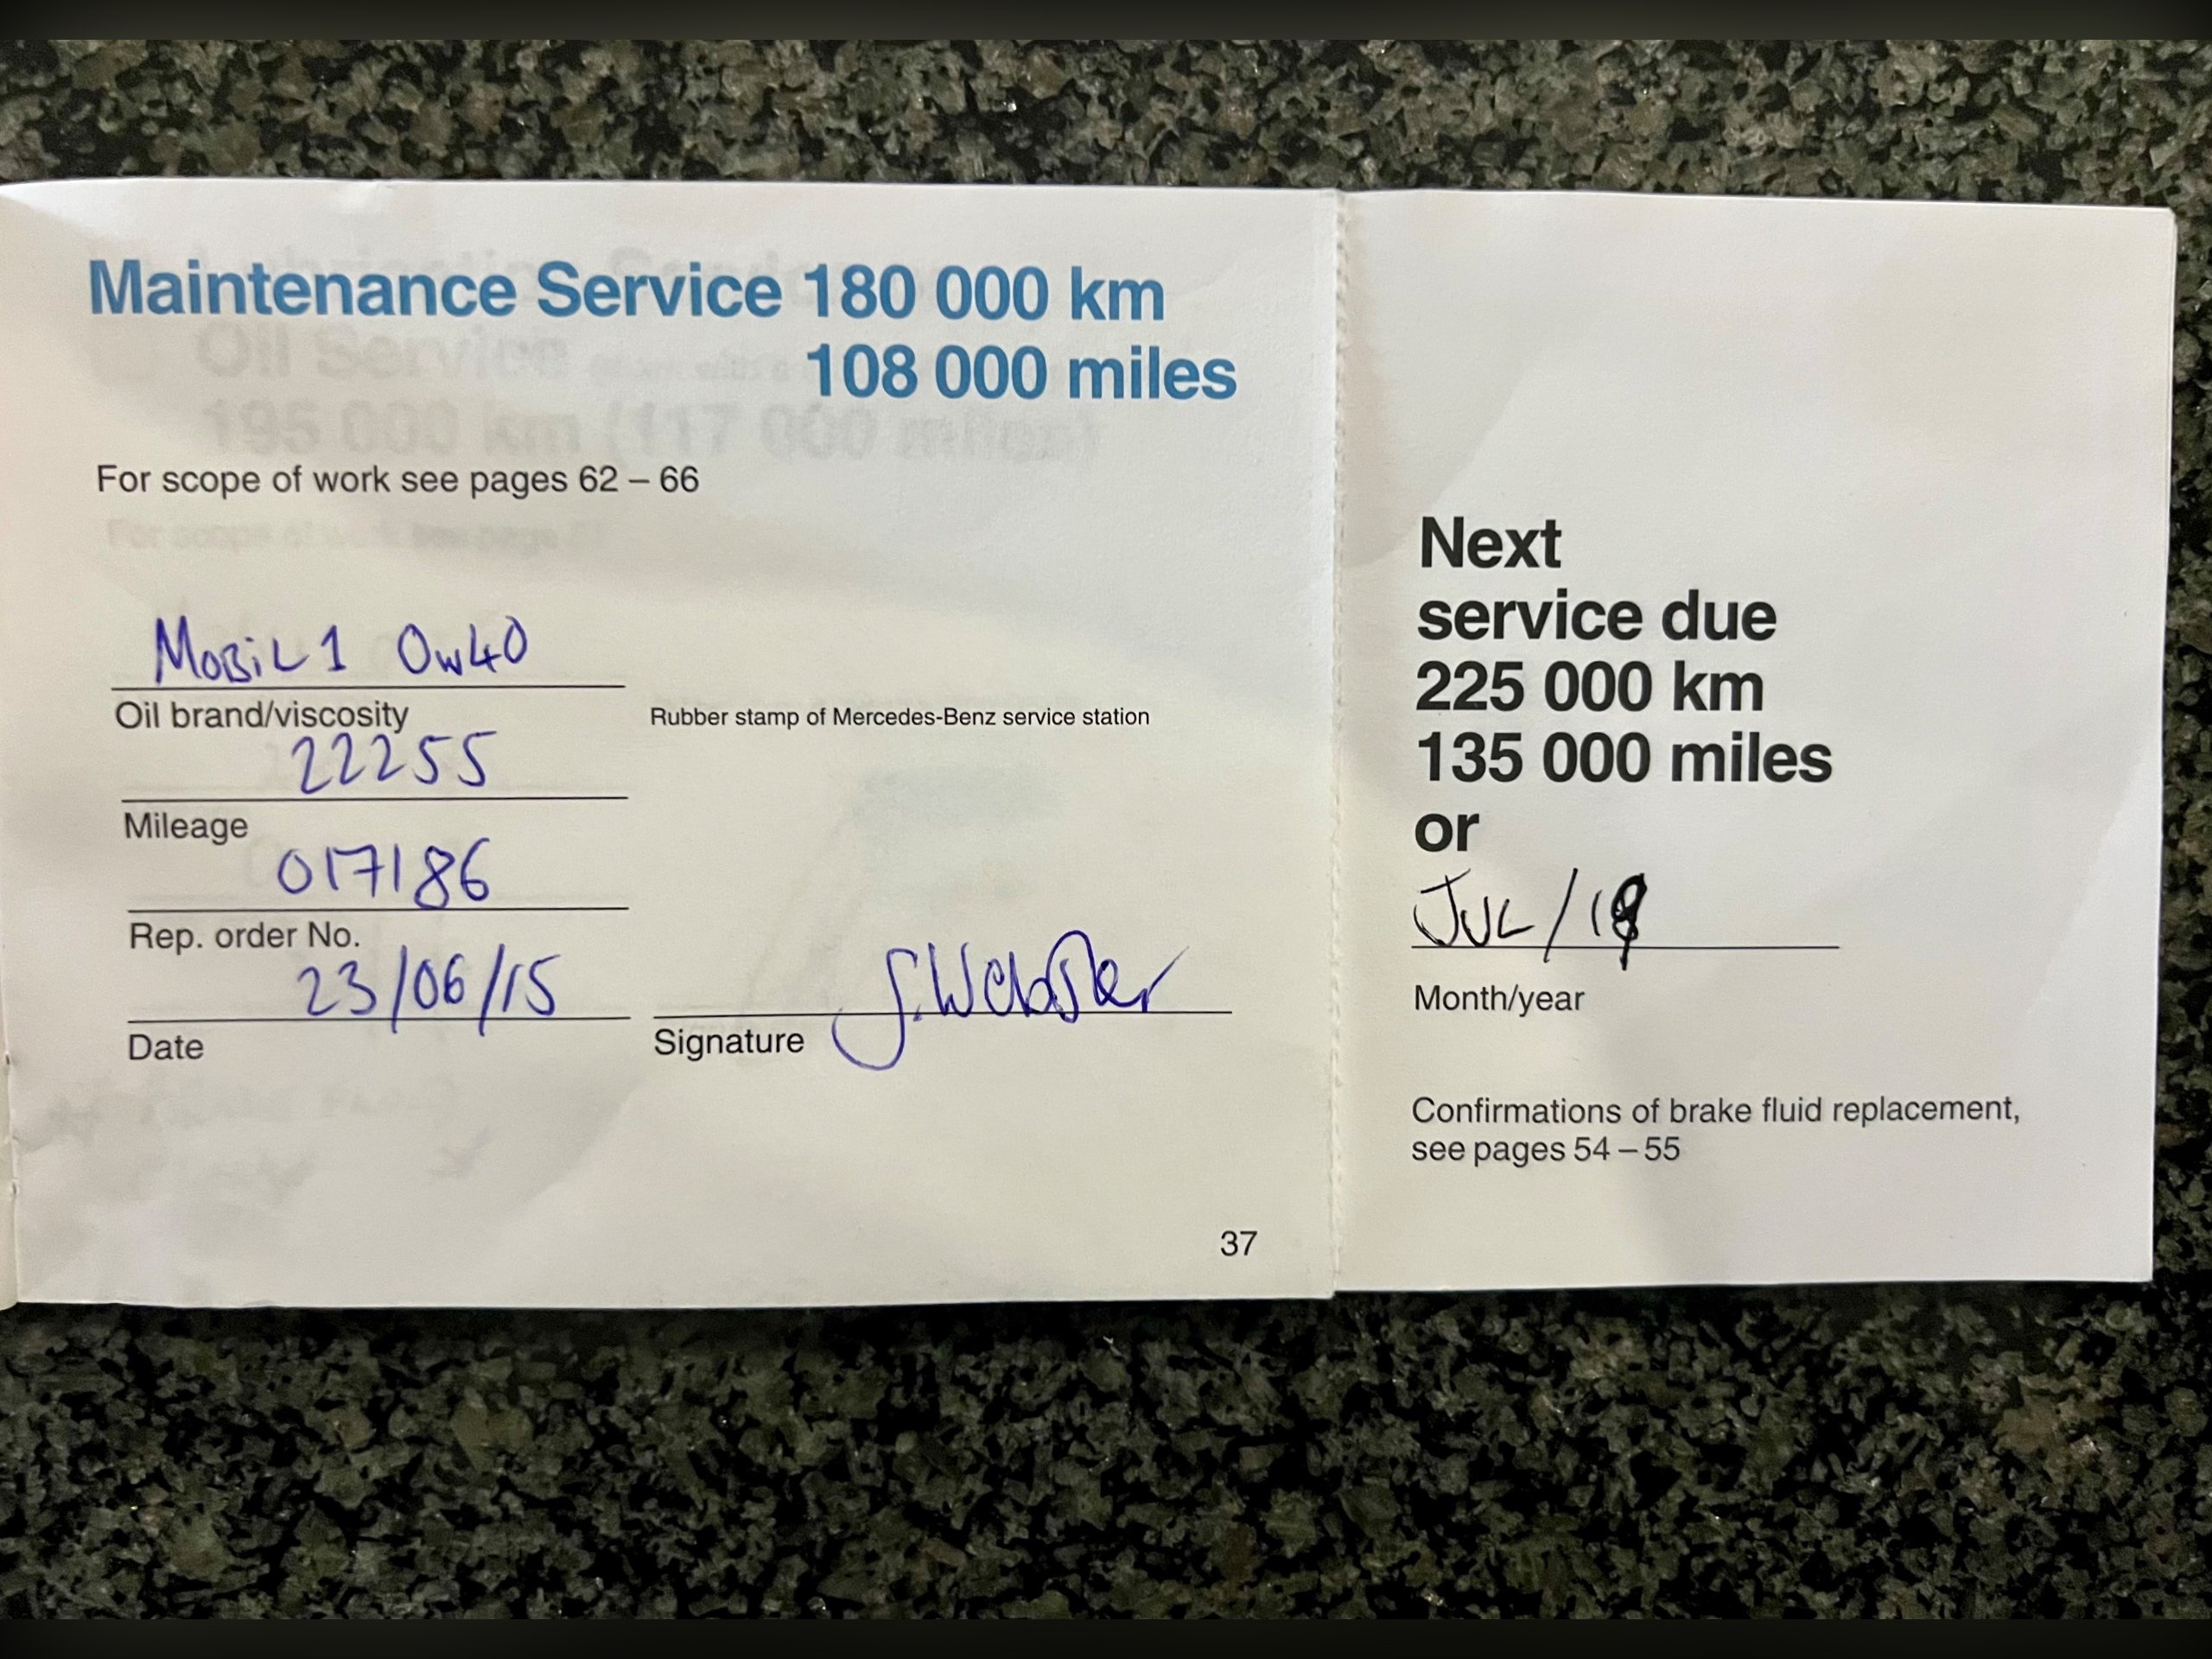 Maintenance Service 180 000 km
108 000 miles
For scope of work see pages 62 – 66
MOBIL 1 0w40
Oil brand/viscosity
Rubber stamp of Mercedes-Benz service station
22255
Mileage
017186
Rep. order No.
23/06/15
Date
Signature
S.Webster
37
Next
service due
225 000 km
135 000 miles
or
JUL/19
Month/year
Confirmations of brake fluid replacement,
see pages 54 – 55